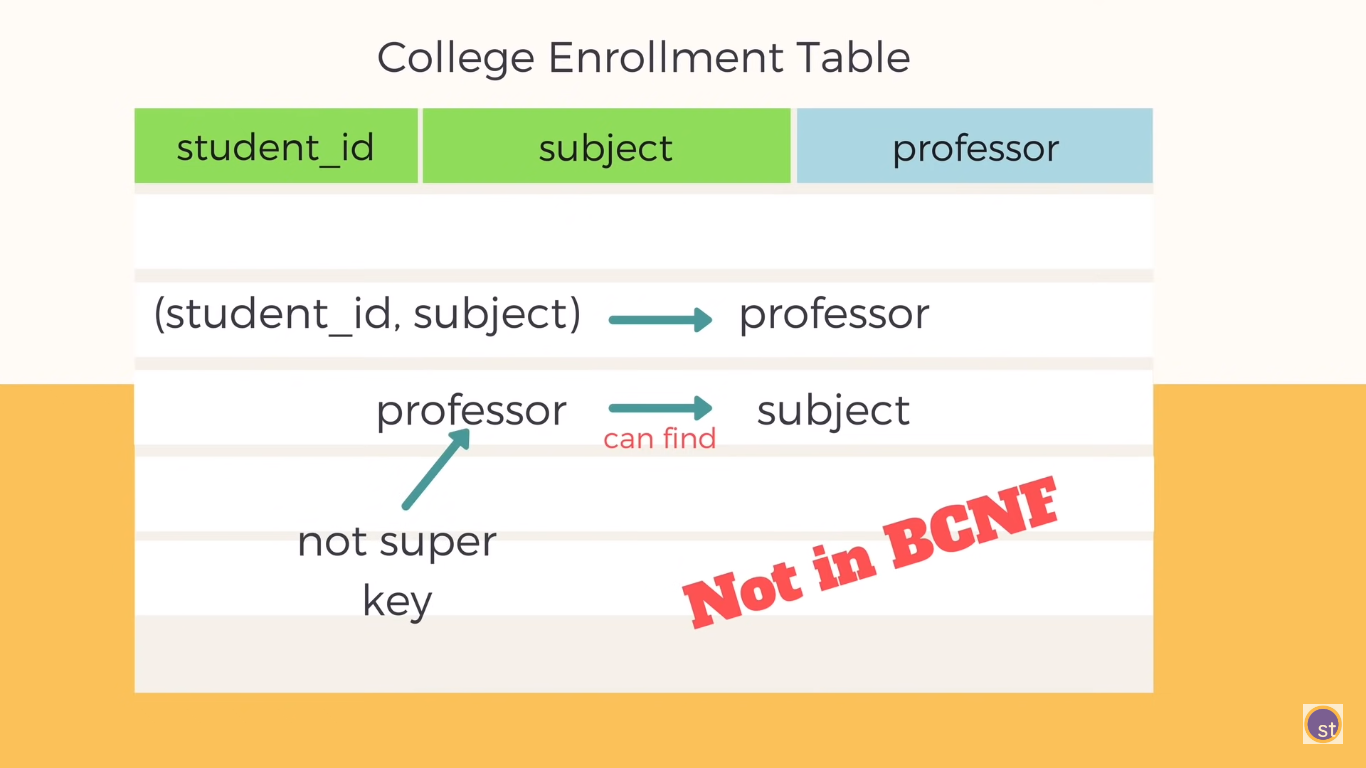 College Enrollment Table
student_id subject professor
(student_id, subject) professor
professor subject
can find
not super
key
Not in BCNF
st